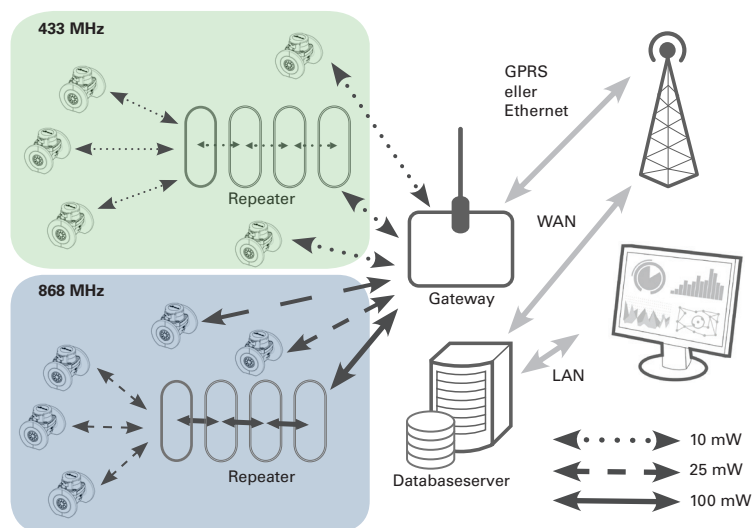 433 MHz
Repeater
868 MHz
Repeater
GPRS
eller
Ethernet
WAN
Gateway
LAN
Databaseserver
10 mW
25 mW
100 mW